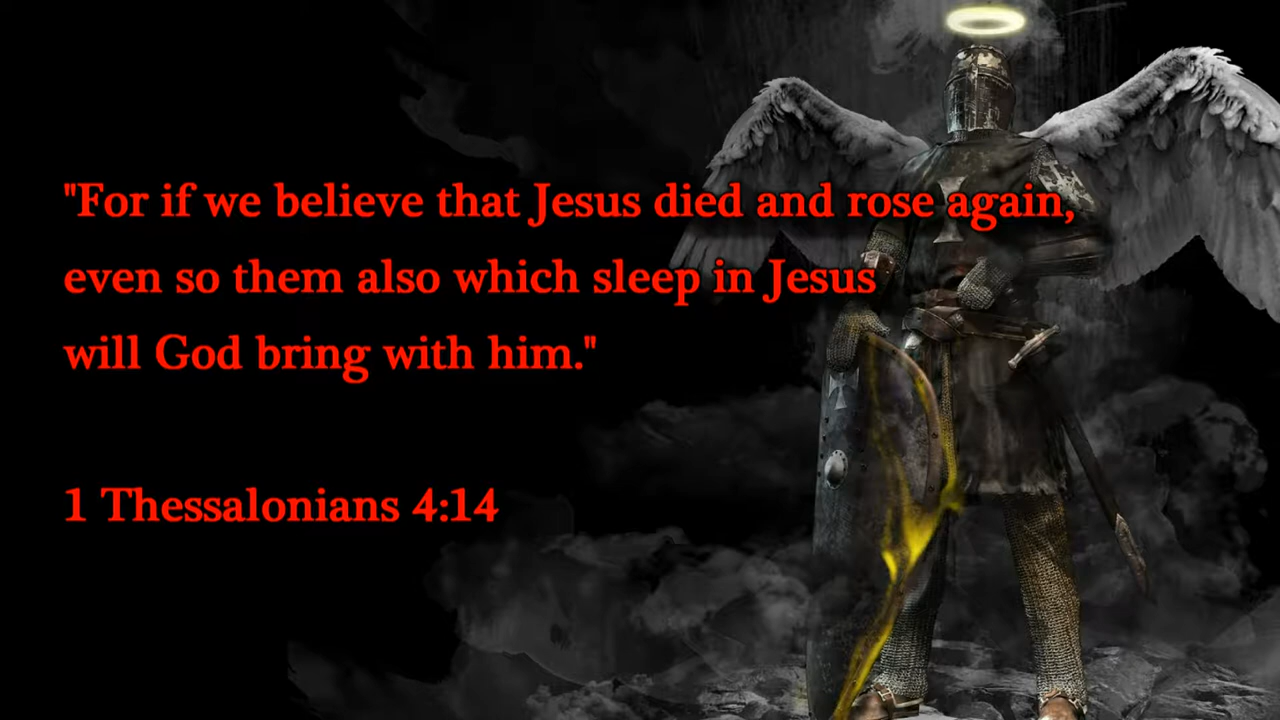 "For if we believe that Jesus died and rose again,
even so them also which sleep in Jesus
will God bring with him."
1 Thessalonians 4:14